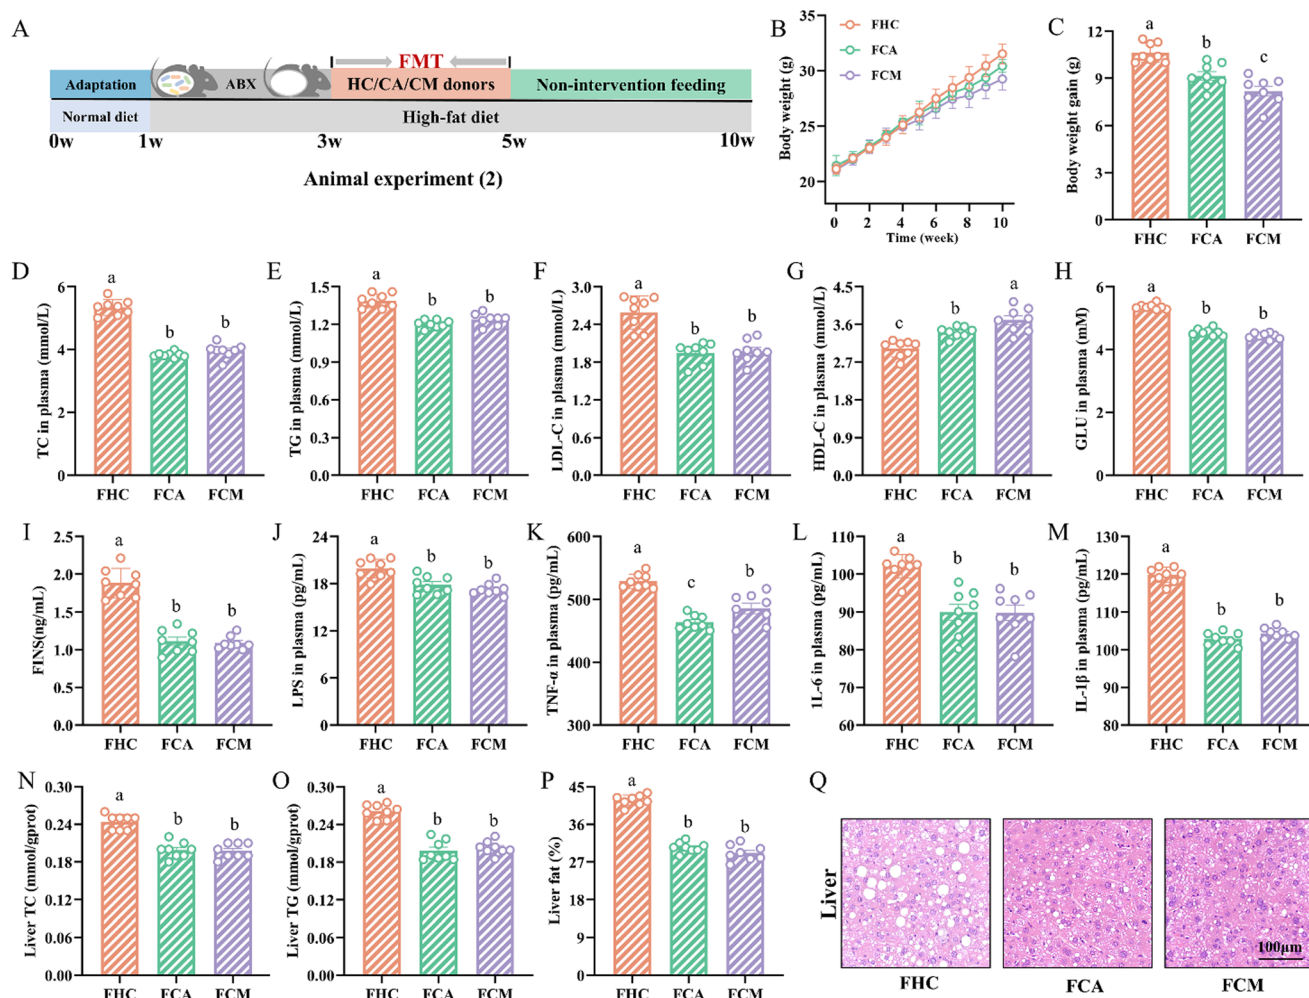 A
FMT
Adaptation
ABX
HC/CA/CM donors
Non-intervention feeding
Normal diet
High-fat diet
0w
1w
3w
5w
10w
Animal experiment (2)
B
Body weight (g)
35
30
25
20
FHC
FCA
FCM
0
2
4
6
8
10
Time (week)
C
Body weight gain (g)
12
9
6
3
0
a
b
c
FHC
FCA
FCM
D
TC in plasma (mmol/L)
6
4
2
0
a
b
b
FHC
FCA
FCM
E
TG in plasma (mmol/L)
1.5
1.2
0.9
0.6
0.3
0.0
a
b
b
FHC
FCA
FCM
F
LDL-C in plasma (mmol/L)
3.0
2.4
1.8
1.2
0.6
0.0
a
b
b
FHC
FCA
FCM
G
HDL-C in plasma (mmol/L)
4.5
3.6
2.7
1.8
0.9
0.0
c
b
a
FHC
FCA
FCM
H
GLU in plasma (mM)
6
4
2
0
a
b
b
FHC
FCA
FCM
I
FINS(ng/mL)
2.5
2.0
1.5
1.0
0.5
0.0
a
b
b
FHC
FCA
FCM
J
LPS in plasma (pg/mL)
24
18
12
6
0
a
b
b
FHC
FCA
FCM
K
TNF-α in plasma (pg/mL)
600
500
400
300
a
c
b
FHC
FCA
FCM
L
1L-6 in plasma (pg/mL)
110
100
90
80
70
60
a
b
b
FHC
FCA
FCM
M
IL-1β in plasma (pg/mL)
130
120
110
100
90
80
a
b
b
FHC
FCA
FCM
N
Liver TC (mmol/gprot)
0.30
0.24
0.18
0.12
0.06
0.00
a
b
b
FHC
FCA
FCM
O
Liver TG (mmol/gprot)
0.30
0.24
0.18
0.12
0.06
0.00
a
b
b
FHC
FCA
FCM
P
Liver fat (%)
45
36
27
18
9
0
a
b
b
FHC
FCA
FCM
Q
Liver
100μm
FHC
FCA
FCM